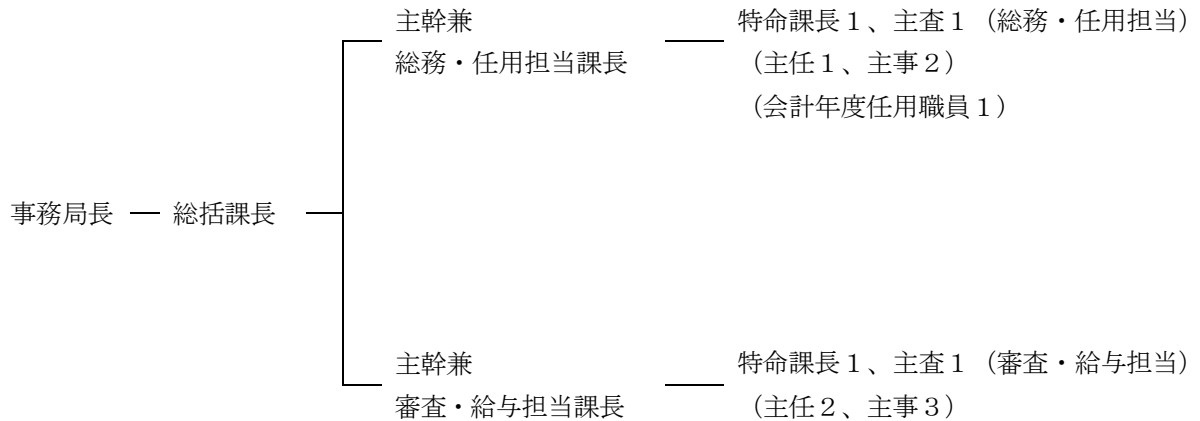 主幹兼
総務・任用担当課長
特命課長1、主査1（総務・任用担当）
（主任1、主事2）
（会計年度任用職員1）
事務局長
総括課長
主幹兼
審査・給与担当課長
特命課長1、主査1（審査・給与担当）
（主任2、主事3）